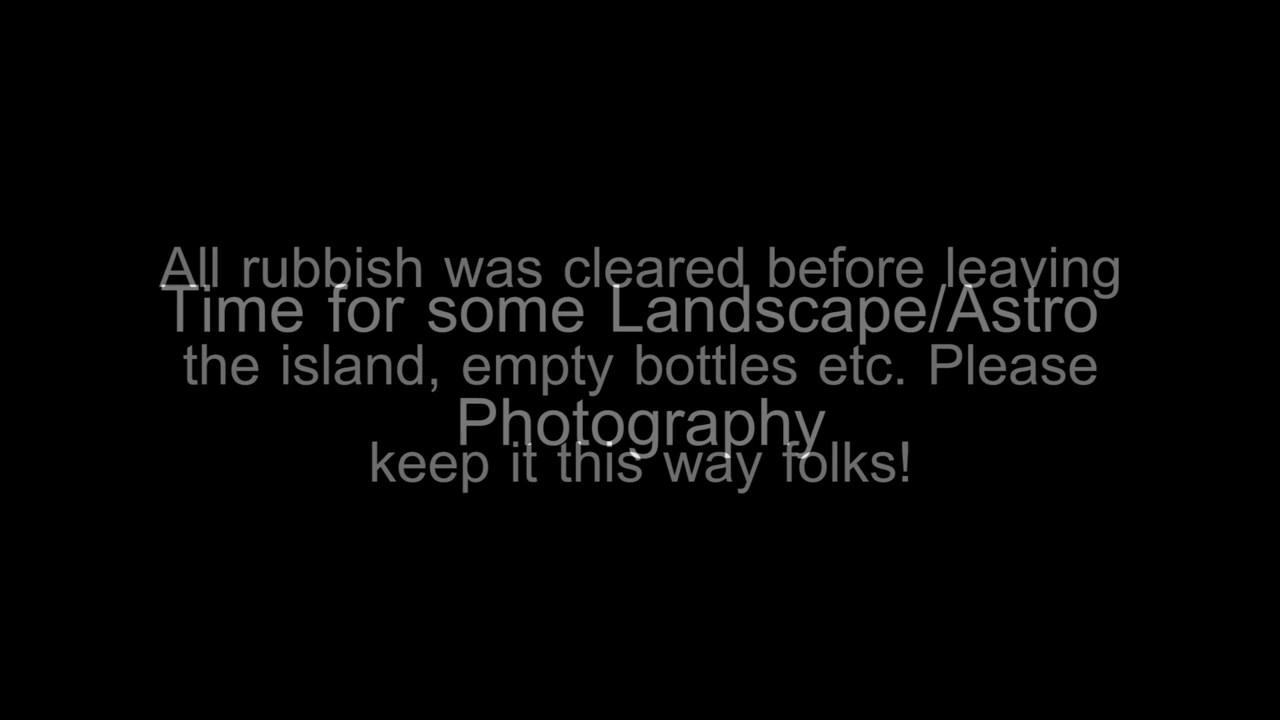 All rubbish was cleared before leaving
Time for some Landscape/Astro
the island, empty bottles etc. Please
Photography
keep it this way folks!